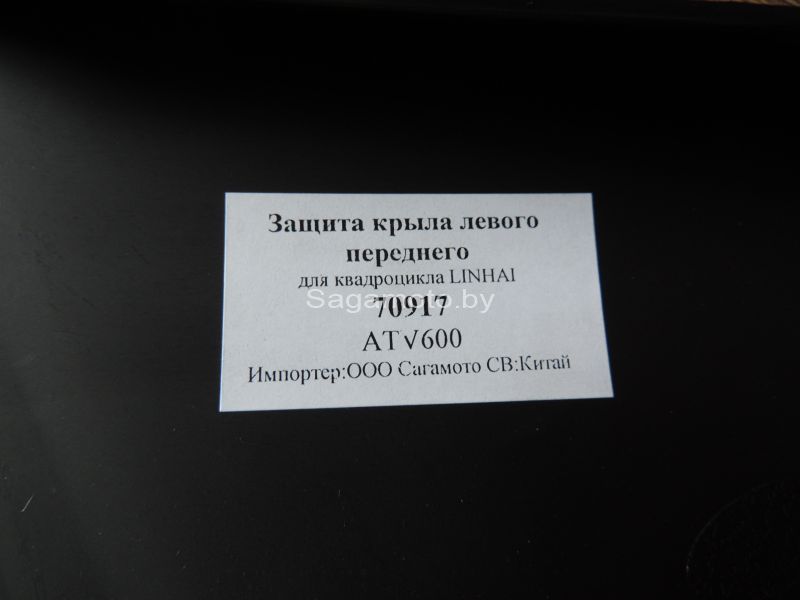 Защита крыла левого
переднего
для квадроцикла LINHAI
Sagamoto.by
70917
ATV600
Импортер:ООО Сагамото СВ:Китай